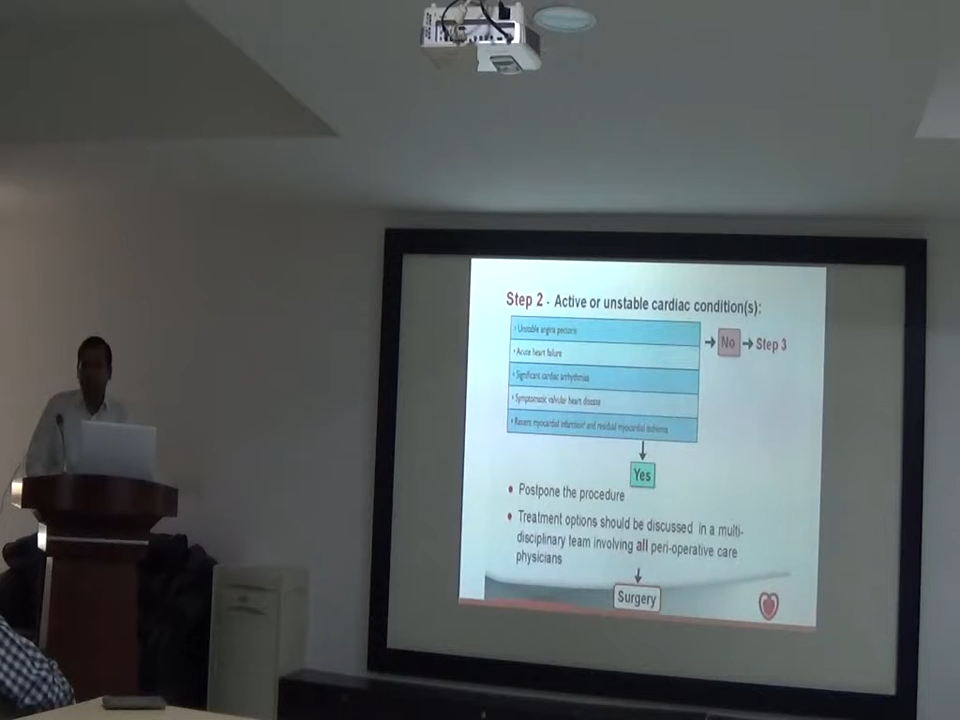 Step 2 - Active or unstable cardiac condition(s):
• Unstable angina pectoris
• Acute heart failure
• Significant cardiac arrhythmias
• Symptomatic valvular heart disease
• Recent myocardial infarction and residual myocardial ischemia
No
Step 3
Yes
• Postpone the procedure
• Treatment options should be discussed in a multi-
disciplinary team involving all peri-operative care
physicians
Surgery